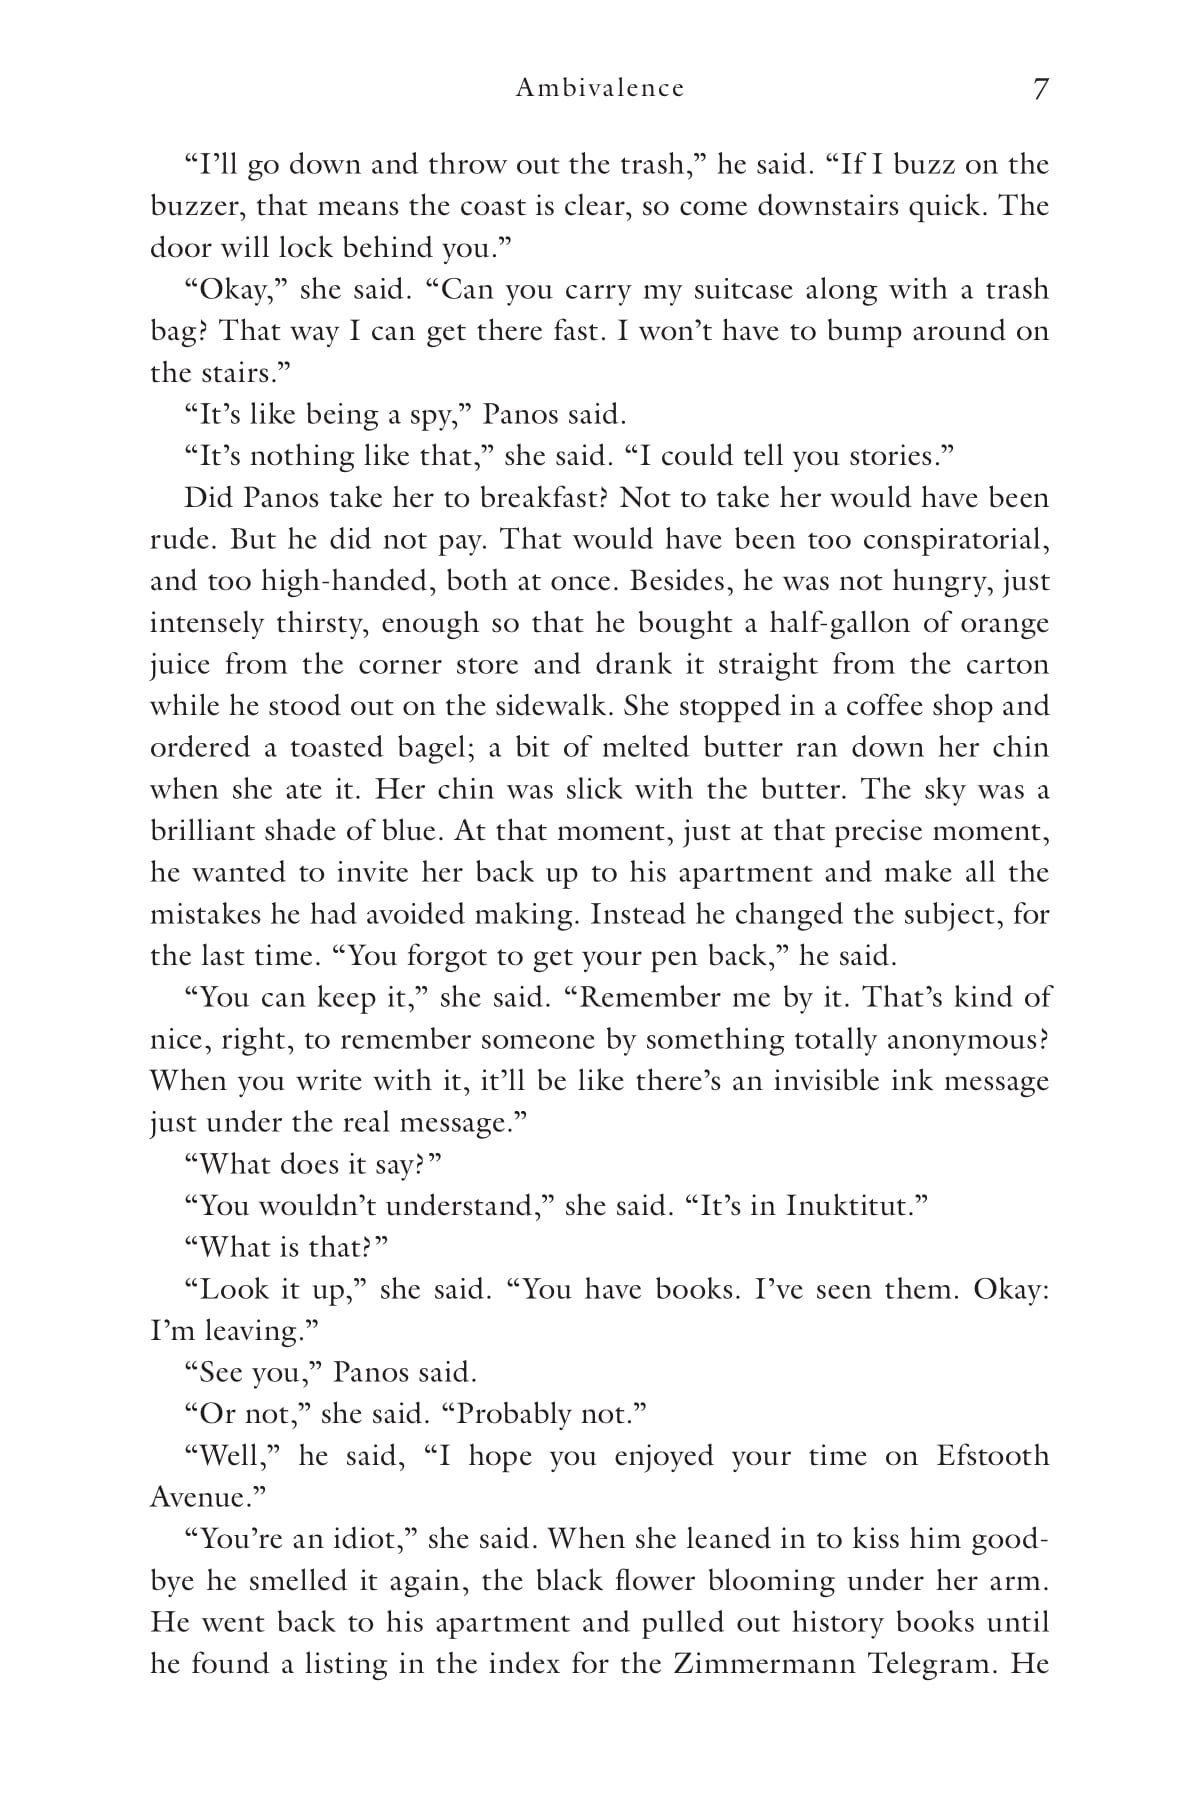 Ambivalence 7
“I’ll go down and throw out the trash,” he said. “If I buzz on the
buzzer, that means the coast is clear, so come downstairs quick. The
door will lock behind you.”
“Okay,” she said. “Can you carry my suitcase along with a trash
bag? That way I can get there fast. I won’t have to bump around on
the stairs.”
“It’s like being a spy,” Panos said.
“It’s nothing like that,” she said. “I could tell you stories.”
Did Panos take her to breakfast? Not to take her would have been
rude. But he did not pay. That would have been too conspiratorial,
and too high-handed, both at once. Besides, he was not hungry, just
intensely thirsty, enough so that he bought a half-gallon of orange
juice from the corner store and drank it straight from the carton
while he stood out on the sidewalk. She stopped in a coffee shop and
ordered a toasted bagel; a bit of melted butter ran down her chin
when she ate it. Her chin was slick with the butter. The sky was a
brilliant shade of blue. At that moment, just at that precise moment,
he wanted to invite her back up to his apartment and make all the
mistakes he had avoided making. Instead he changed the subject, for
the last time. “You forgot to get your pen back,” he said.
“You can keep it,” she said. “Remember me by it. That’s kind of
nice, right, to remember someone by something totally anonymous?
When you write with it, it’ll be like there’s an invisible ink message
just under the real message.”
“What does it say?”
“You wouldn’t understand,” she said. “It’s in Inuktitut.”
“What is that?”
“Look it up,” she said. “You have books. I’ve seen them. Okay:
I’m leaving.”
“See you,” Panos said.
“Or not,” she said. “Probably not.”
“Well,” he said, “I hope you enjoyed your time on Efstooth
Avenue.”
“You’re an idiot,” she said. When she leaned in to kiss him good-
bye he smelled it again, the black flower blooming under her arm.
He went back to his apartment and pulled out history books until
he found a listing in the index for the Zimmermann Telegram. He